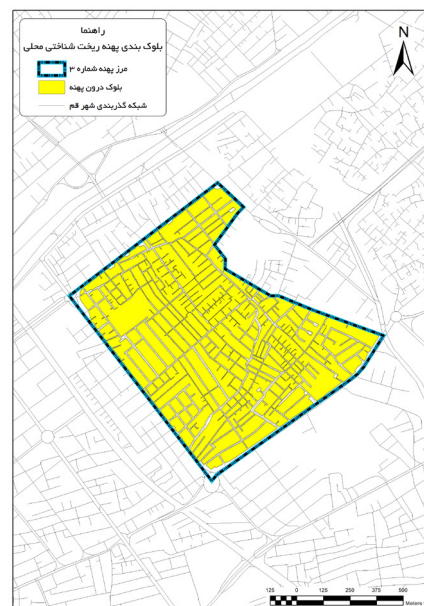 راهنما
بلوک بندی پهنه ریخت شناختی محلی
مرز پهنه شماره ۳
بلوک درون پهنه
شبکه گذربندی شهر قم
N
125 0 125 250 375 500
Meters